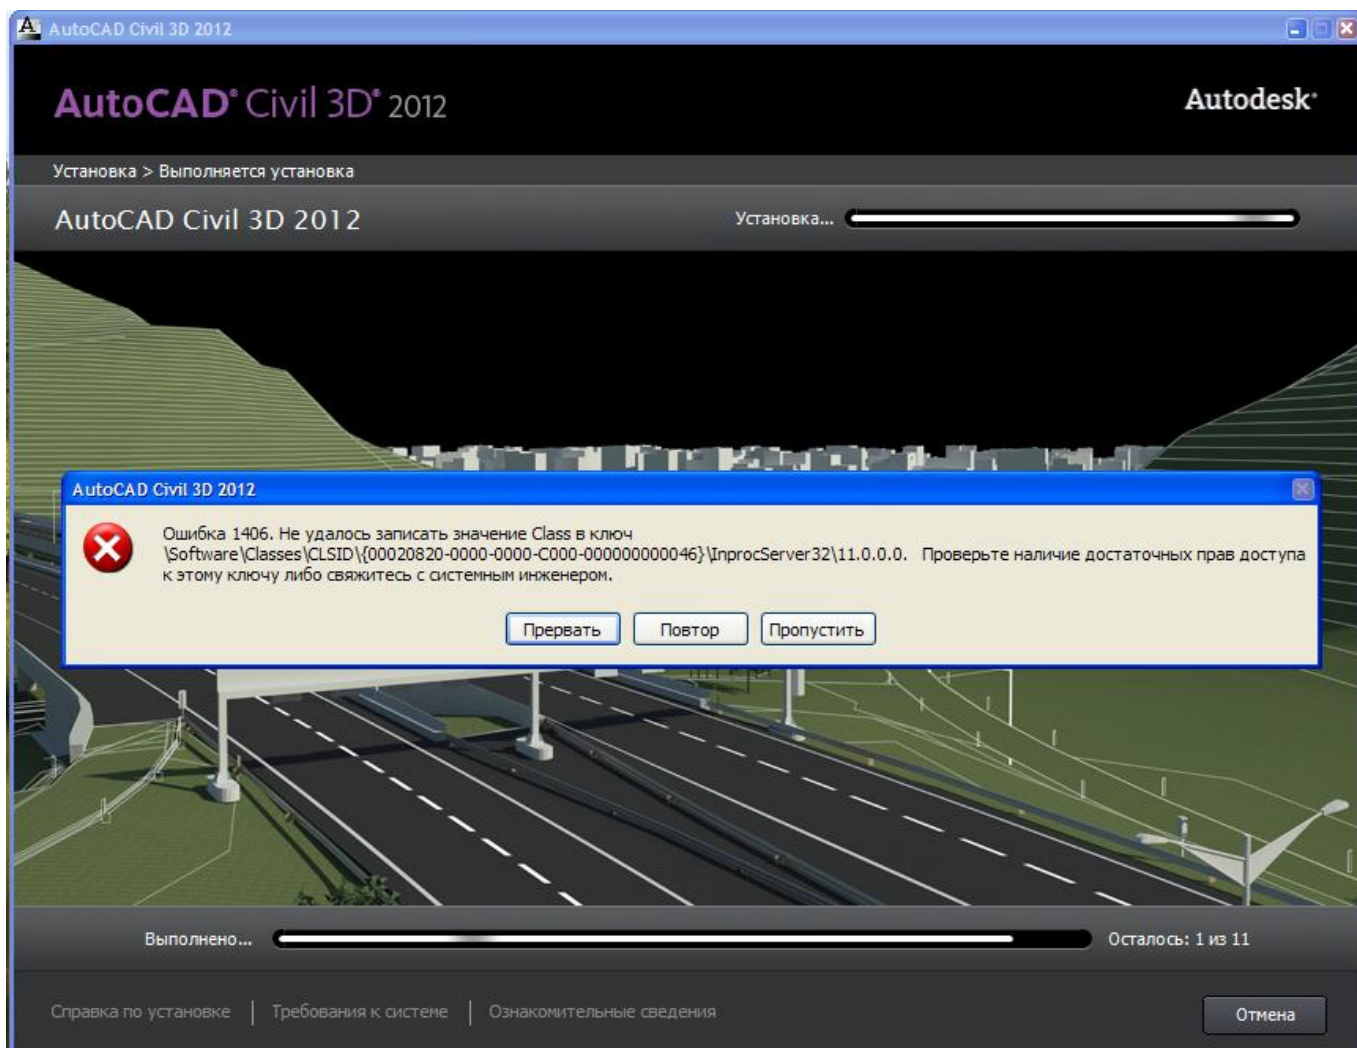 AutoCAD Civil 3D 2012
AutoCAD® Civil 3D® 2012
Autodesk®
Установка > Выполняется установка
AutoCAD Civil 3D 2012
Установка...
AutoCAD Civil 3D 2012
Ошибка 1406. Не удалось записать значение Class в ключ
\Software\Classes\CLSID\{00020820-0000-0000-C000-000000000046}\InprocServer32\11.0.0.0. Проверьте наличие достаточных прав доступа
к этому ключу либо свяжитесь с системным инженером.
Прервать Повтор Пропустить
Выполнено...
Осталось: 1 из 11
Справка по установке | Требования к системе | Ознакомительные сведения
Отмена